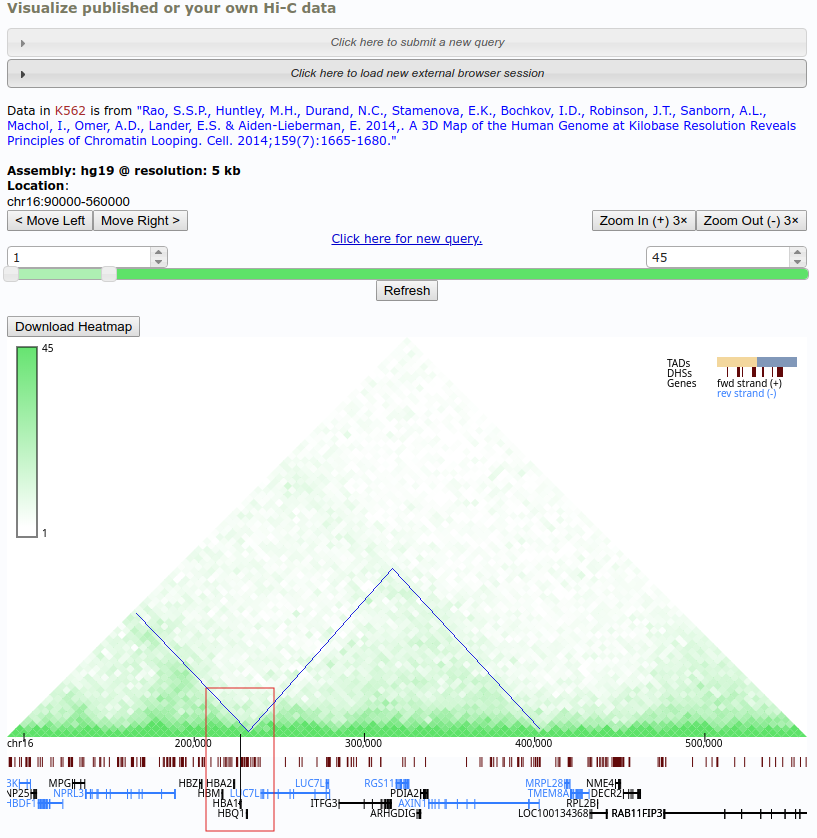 Visualize published or your own Hi-C data
Click here to submit a new query
Click here to load new external browser session
Data in K562 is from "Rao, S.S.P., Huntley, M.H., Durand, N.C., Stamenova, E.K., Bochkov, I.D., Robinson, J.T., Sanborn, A.L.,
Machol, I., Omer, A.D., Lander, E.S. & Aiden-Lieberman, E. 2014,. A 3D Map of the Human Genome at Kilobase Resolution Reveals
Principles of Chromatin Looping. Cell. 2014;159(7):1665-1680."
Assembly: hg19 @ resolution: 5 kb
Location:
chr16:90000-560000
< Move Left Move Right > Zoom In (+) 3× Zoom Out (-) 3×
Click here for new query.
1 45
Refresh
Download Heatmap
45
1
TADs
DHSs
Genes fwd strand (+)
rev strand (-)
chr16 200,000 300,000 400,000 500,000
3K MPG HBZ HBA2 LUC7L RGS11 MRPL28 NME4
NP25 NPRL3 HBM LUC7L PDIA2 TMEM8A DECR2
HBDF1 HBA1 ITFG3 AXIN1 RPL2B
HBQ1 ARHGDIG LOC100134368 RAB11FIP3